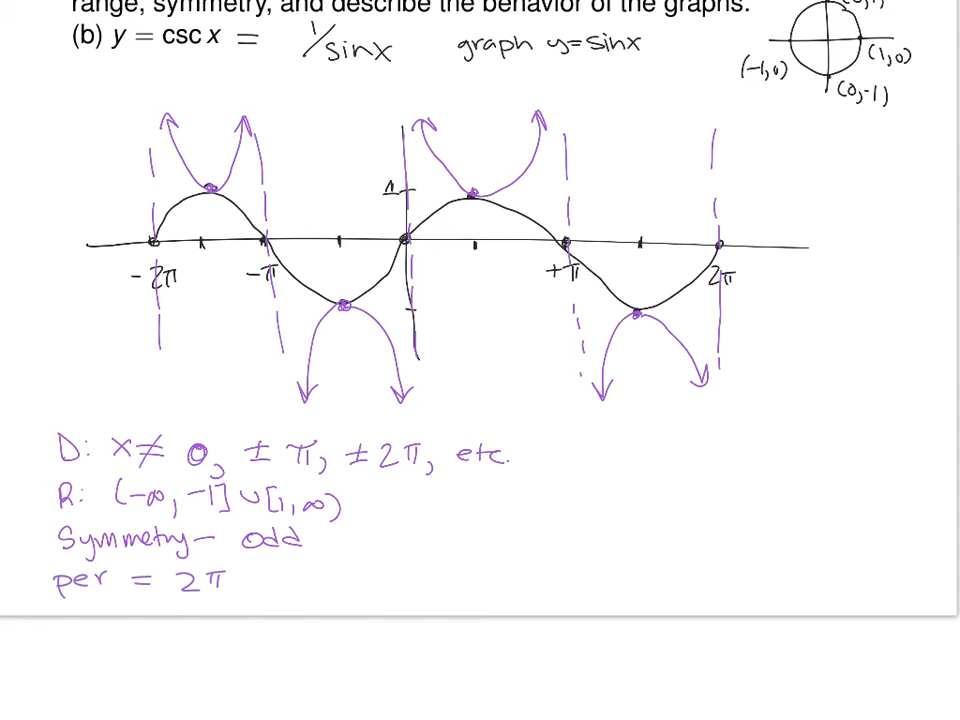 range, symmetry, and describe the behavior of the graphs.
(b) y = csc x = 1/sinx graph y=sinx
(-1,0) (1,0)
(0,-1)
1
-2π -π +π 2π
D: x≠ 0, ± π, ±2π, etc.
R: (-∞, -1] ∪ [1, ∞)
Symmetry- odd
per = 2π